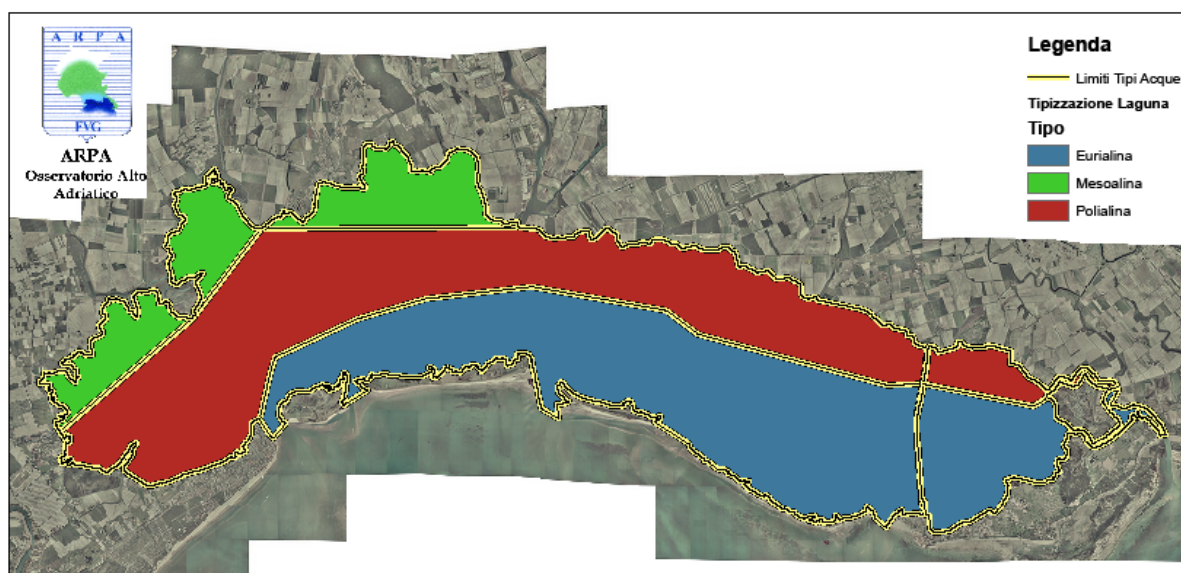 A R P A
FVG
ARPA
Osservatorio Alto
Adriatico
Legenda
Limiti Tipi Acque
Tipizzazione Laguna
Tipo
Eurialina
Mesoalina
Polialina